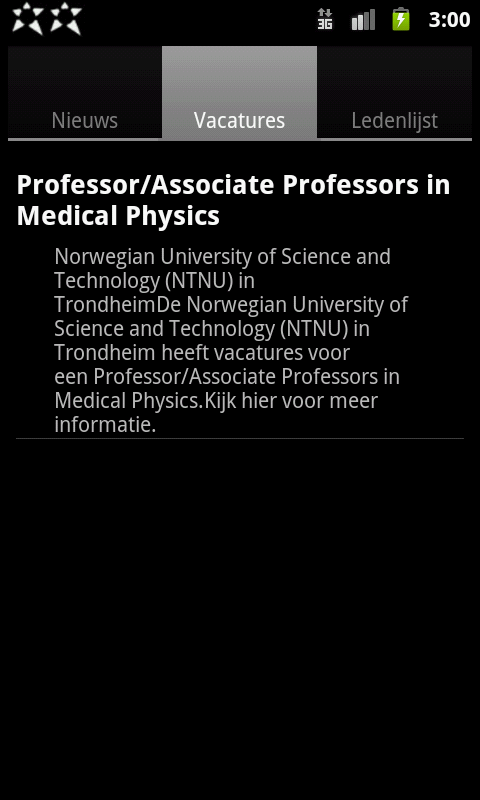 3G 3:00
Nieuws Vacatures Ledenlijst
Professor/Associate Professors in
Medical Physics
Norwegian University of Science and
Technology (NTNU) in
TrondheimDe Norwegian University of
Science and Technology (NTNU) in
Trondheim heeft vacatures voor
een Professor/Associate Professors in
Medical Physics.Kijk hier voor meer
informatie.